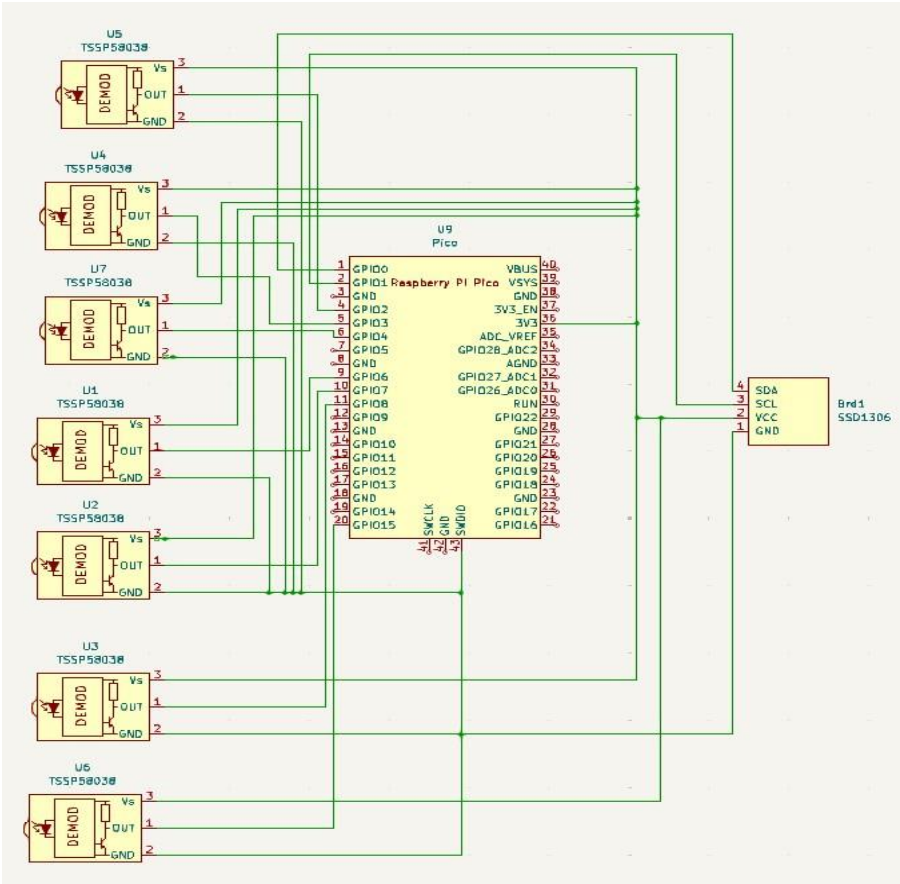 U5
TSSP58038
DEMOD
Vs 3
OUT 1
GND 2
U4
TSSP58038
DEMOD
Vs 3
OUT 1
GND 2
U7
TSSP58038
DEMOD
Vs 3
OUT 1
GND 2
U1
TSSP58038
DEMOD
Vs 3
OUT 1
GND 2
U2
TSSP58038
DEMOD
Vs 3
OUT 1
GND 2
U3
TSSP58038
DEMOD
Vs 3
OUT 1
GND 2
U6
TSSP58038
DEMOD
Vs 3
OUT 1
GND 2
U9
Pico
Raspberry Pi Pico
1 GPIO0
2 GPIO1
3 GND
4 GPIO2
5 GPIO3
6 GPIO4
7 GPIO5
8 GND
9 GPIO6
10 GPIO7
11 GPIO8
12 GPIO9
13 GND
14 GPIO10
15 GPIO11
16 GPIO12
17 GPIO13
18 GND
19 GPIO14
20 GPIO15
VBUS 40
VSYS 39
GND 38
3V3_EN 37
3V3 36
ADC_VREF 35
GPIO28_ADC2 34
AGND 33
GPIO27_ADC1 32
GPIO26_ADC0 31
RUN 30
GPIO22 29
GND 28
GPIO21 27
GPIO20 26
GPIO19 25
GPIO18 24
GND 23
GPIO17 22
GPIO16 21
SWCLK 41
GND 42
SWDIO 43
4 SDA
3 SCL
2 VCC
1 GND
Brd1
SSD1306